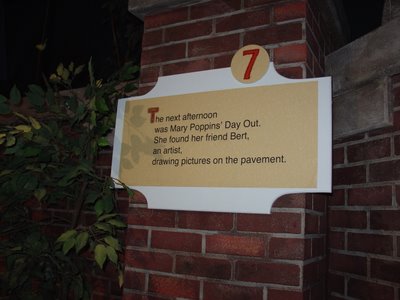 7
The next afternoon
was Mary Poppins' Day Out.
She found her friend Bert,
an artist,
drawing pictures on the pavement.